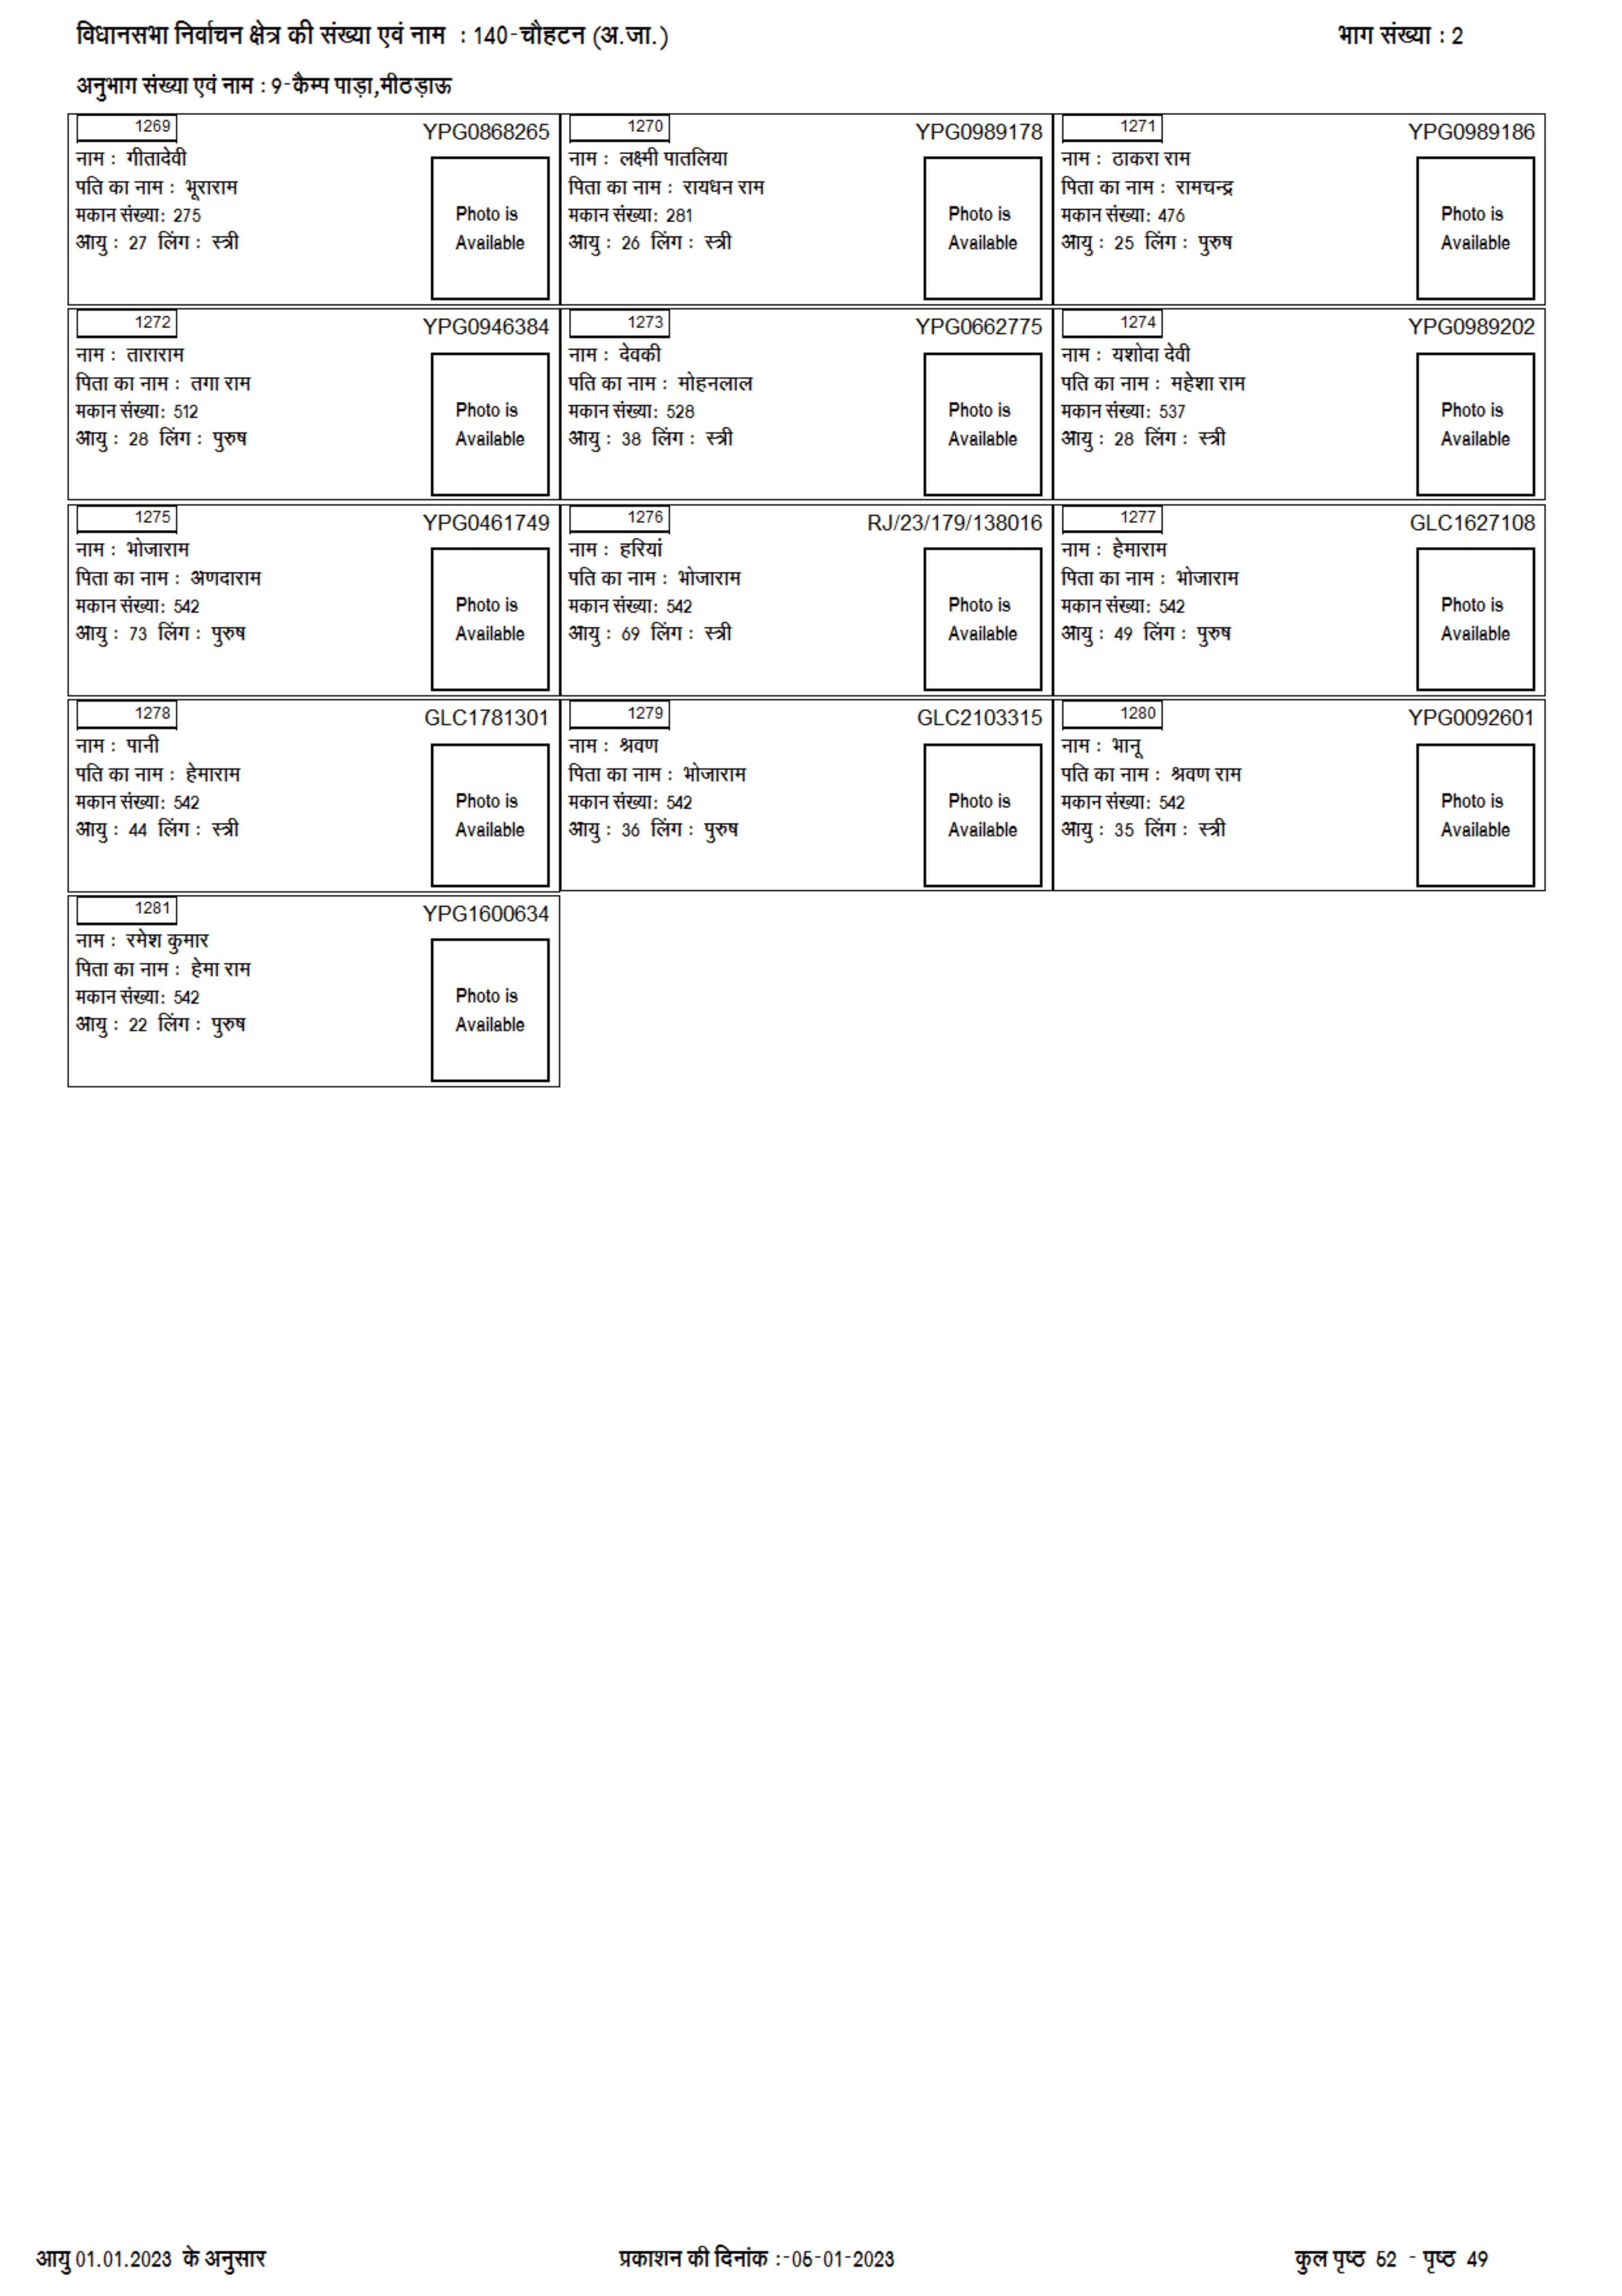 विधानसभा निर्वाचन क्षेत्र की संख्या एवं नाम : 140-चौहटन (अ.जा.) भाग संख्या : 2
अनुभाग संख्या एवं नाम : 9-कैम्प पाड़ा,मीठड़ाऊ
1269 YPG0868265
नाम : गीतादेवी
पति का नाम : भूराराम
मकान संख्या: 275
आयु : 27 लिंग : स्त्री
Photo is
Available
1270 YPG0989178
नाम : लक्ष्मी पातलिया
पिता का नाम : रायधन राम
मकान संख्या: 281
आयु : 26 लिंग : स्त्री
Photo is
Available
1271 YPG0989186
नाम : ठाकरा राम
पिता का नाम : रामचन्द्र
मकान संख्या: 476
आयु : 25 लिंग : पुरुष
Photo is
Available
1272 YPG0946384
नाम : ताराराम
पिता का नाम : तगा राम
मकान संख्या: 512
आयु : 28 लिंग : पुरुष
Photo is
Available
1273 YPG0662775
नाम : देवकी
पति का नाम : मोहनलाल
मकान संख्या: 528
आयु : 38 लिंग : स्त्री
Photo is
Available
1274 YPG0989202
नाम : यशोदा देवी
पति का नाम : महेशा राम
मकान संख्या: 537
आयु : 28 लिंग : स्त्री
Photo is
Available
1275 YPG0461749
नाम : भोजाराम
पिता का नाम : अणदाराम
मकान संख्या: 542
आयु : 73 लिंग : पुरुष
Photo is
Available
1276 RJ/23/179/138016
नाम : हरियां
पति का नाम : भोजाराम
मकान संख्या: 542
आयु : 69 लिंग : स्त्री
Photo is
Available
1277 GLC1627108
नाम : हेमाराम
पिता का नाम : भोजाराम
मकान संख्या: 542
आयु : 49 लिंग : पुरुष
Photo is
Available
1278 GLC1781301
नाम : पानी
पति का नाम : हेमाराम
मकान संख्या: 542
आयु : 44 लिंग : स्त्री
Photo is
Available
1279 GLC2103315
नाम : श्रवण
पिता का नाम : भोजाराम
मकान संख्या: 542
आयु : 36 लिंग : पुरुष
Photo is
Available
1280 YPG0092601
नाम : भानू
पति का नाम : श्रवण राम
मकान संख्या: 542
आयु : 35 लिंग : स्त्री
Photo is
Available
1281 YPG1600634
नाम : रमेश कुमार
पिता का नाम : हेमा राम
मकान संख्या: 542
आयु : 22 लिंग : पुरुष
Photo is
Available
आयु 01.01.2023 के अनुसार प्रकाशन की दिनांक :-05-01-2023 कुल पृष्ठ 52 - पृष्ठ 49